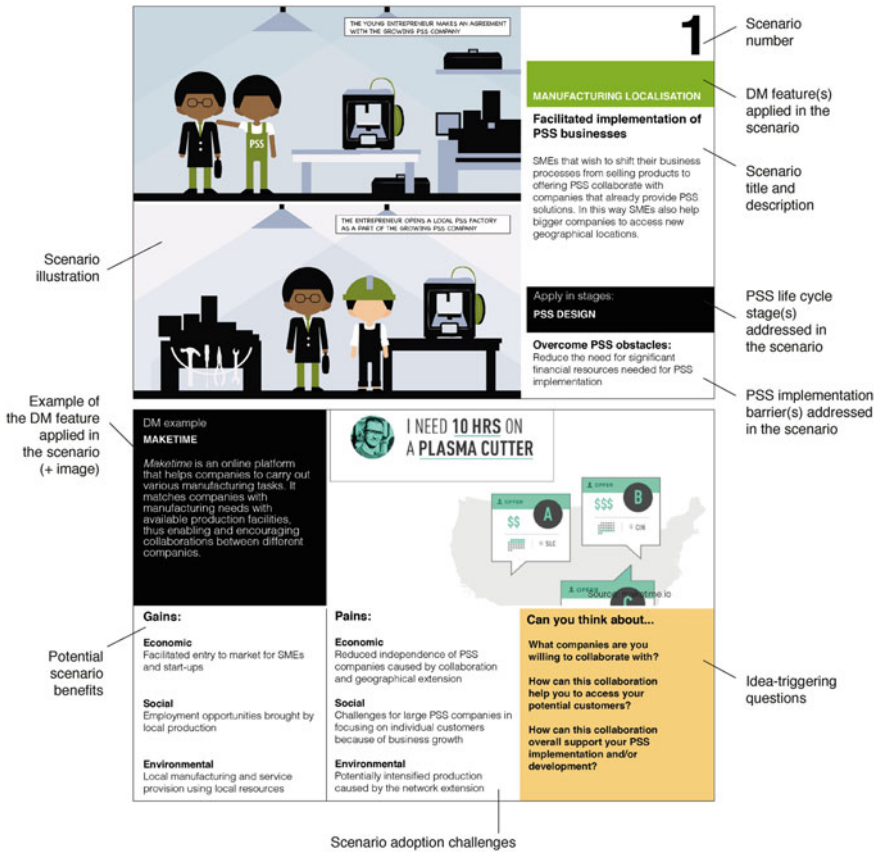 THE YOUNG ENTREPRENEUR MAKES AN AGREEMENT
WITH THE GROWING PSS COMPANY
PSS
1
Scenario
number
MANUFACTURING LOCALISATION
DM feature(s)
applied in the
scenario
Facilitated implementation of
PSS businesses
SMEs that wish to shift their business
processes from selling products to
offering PSS collaborate with
companies that already provide PSS
solutions. In this way SMEs also help
bigger companies to access new
geographical locations.
Scenario
title and
description
THE ENTREPRENEUR OPENS A LOCAL PSS FACTORY
AS A PART OF THE GROWING PSS COMPANY
Scenario
illustration
Apply in stages:
PSS DESIGN
PSS life cycle
stage(s)
addressed in
the scenario
Overcome PSS obstacles:
Reduce the need for significant
financial resources needed for PSS
implementation
PSS implementation
barrier(s) addressed
in the scenario
Example of
the DM feature
applied in
the scenario
(+ image)
DM example
MAKETIME
Maketime is an online platform
that helps companies to carry out
various manufacturing tasks. It
matches companies with
manufacturing needs with
available production facilities,
thus enabling and encouraging
collaborations between different
companies.
I NEED 10 HRS ON
A PLASMA CUTTER
OFFER
$$
A
SLC
OFFER
$$$
B
CIN
OFFER
C
Source: maketime.io
Potential
scenario
benefits
Gains:
Economic
Facilitated entry to market for SMEs
and start-ups
Social
Employment opportunities brought by
local production
Environmental
Local manufacturing and service
provision using local resources
Pains:
Economic
Reduced independence of PSS
companies caused by collaboration
and geographical extension
Social
Challenges for large PSS companies in
focusing on individual customers
because of business growth
Environmental
Potentially intensified production
caused by the network extension
Can you think about...
What companies are you
willing to collaborate with?
How can this collaboration
help you to access your
potential customers?
How can this collaboration
overall support your PSS
implementation and/or
development?
Idea-triggering
questions
Scenario adoption challenges